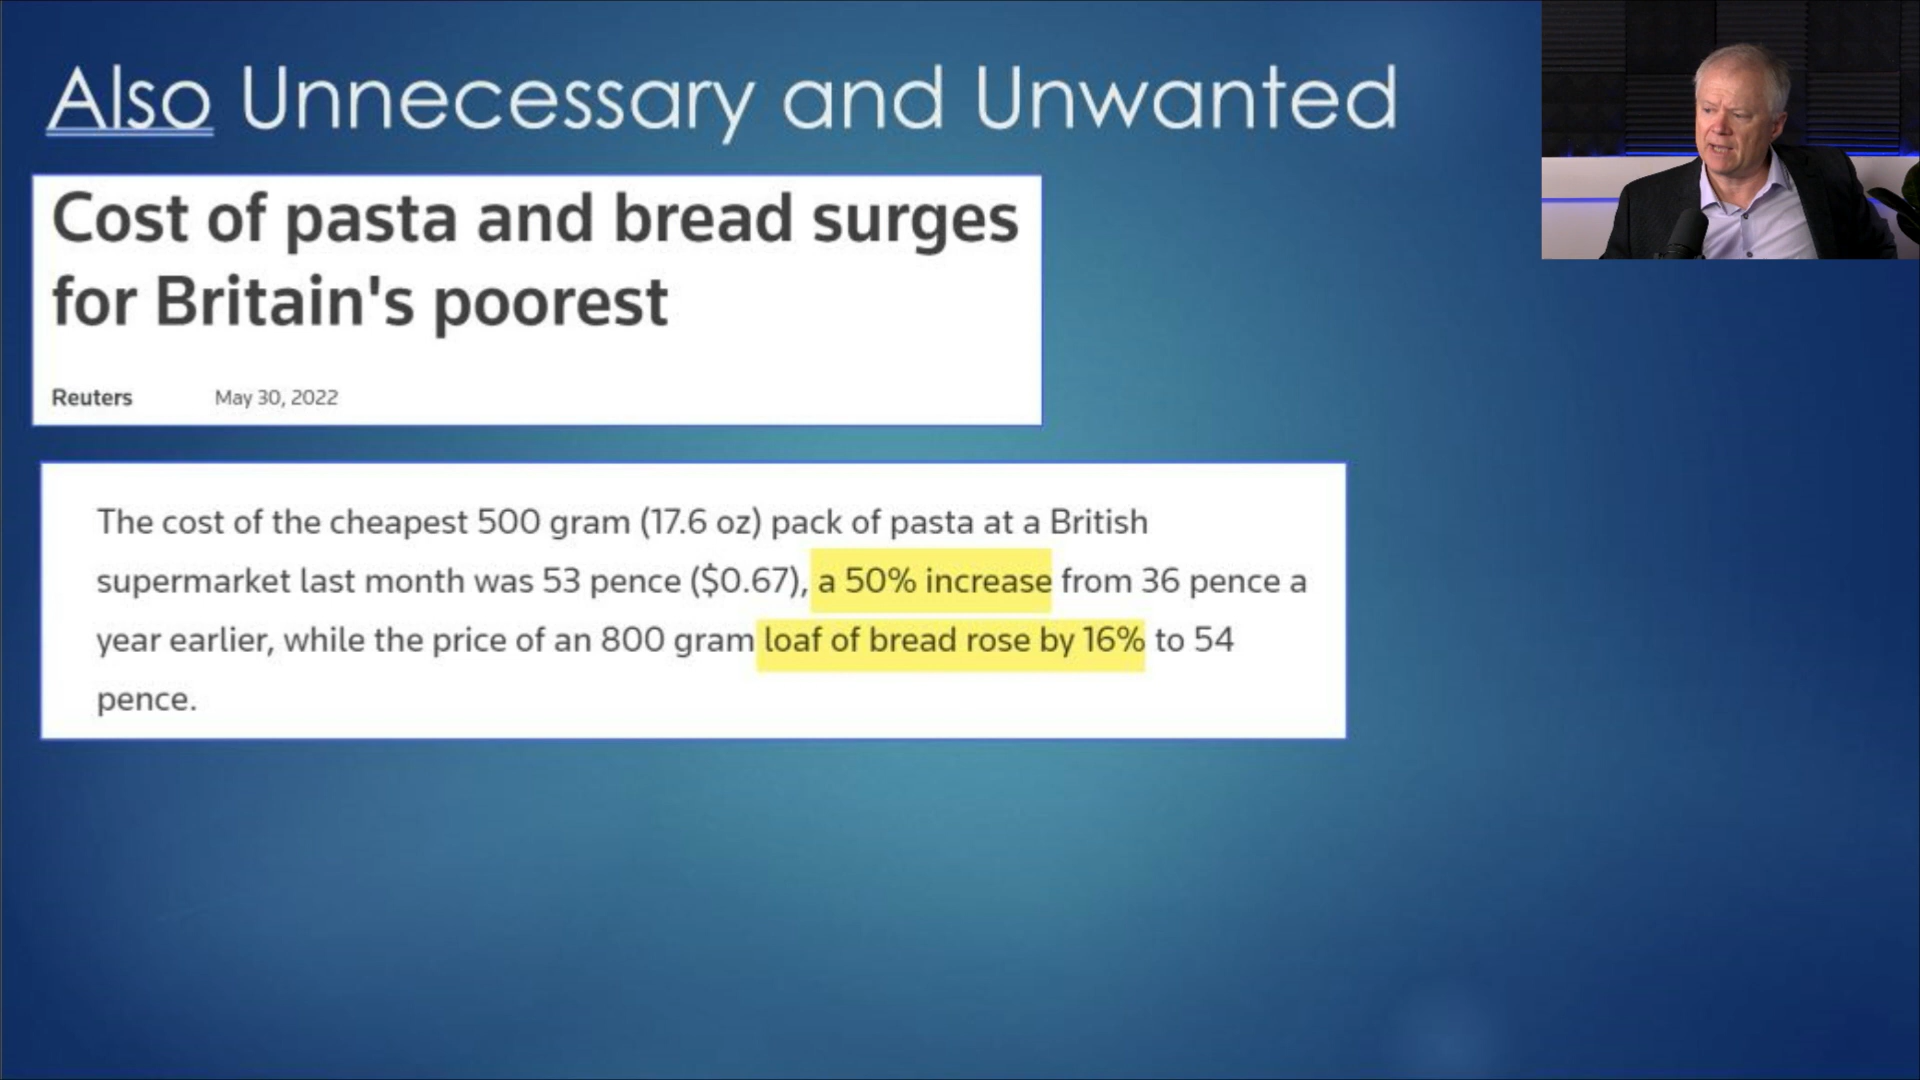 Also Unnecessary and Unwanted
Cost of pasta and bread surges
for Britain's poorest
Reuters May 30, 2022
The cost of the cheapest 500 gram (17.6 oz) pack of pasta at a British
supermarket last month was 53 pence ($0.67), a 50% increase from 36 pence a
year earlier, while the price of an 800 gram loaf of bread rose by 16% to 54
pence.